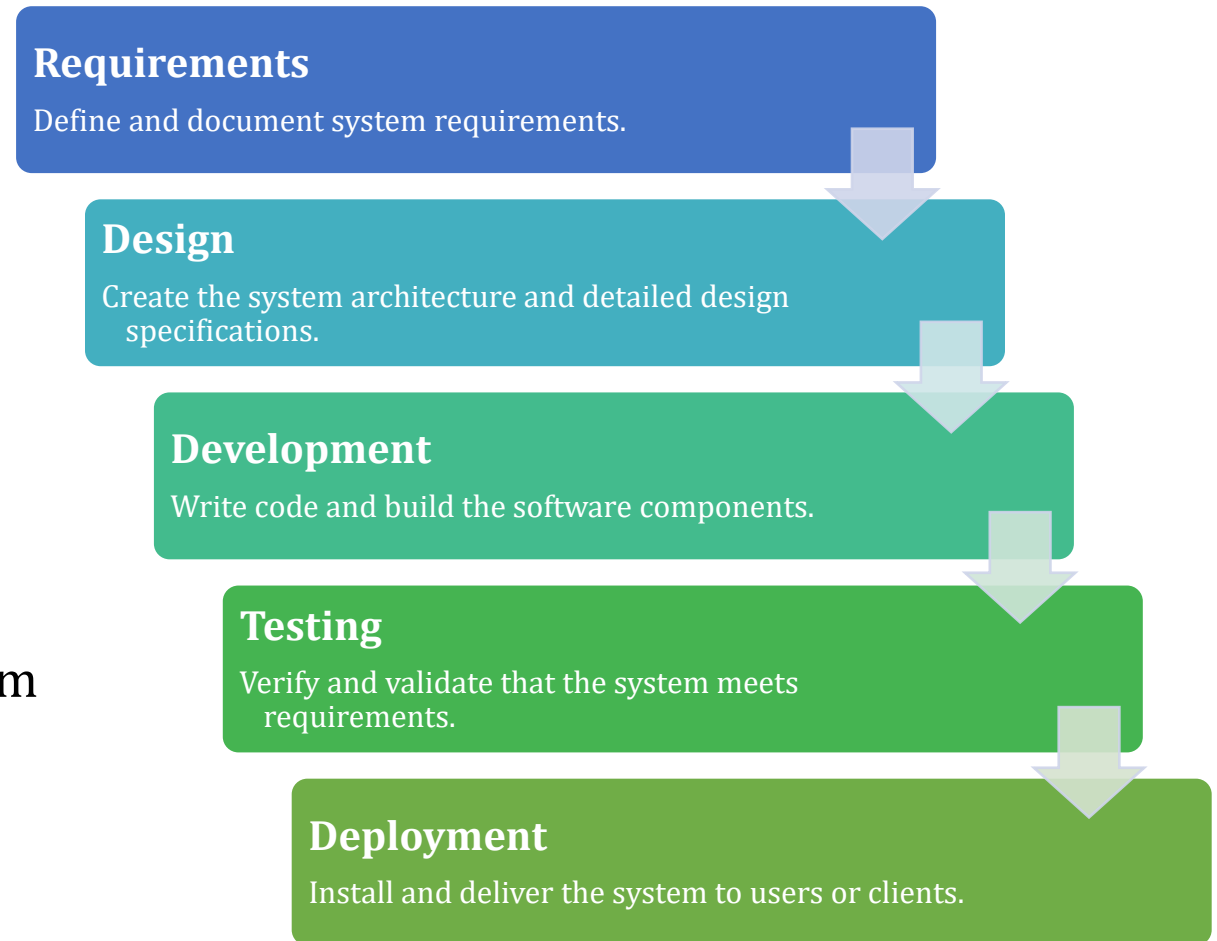 Requirements
Define and document system requirements.
Design
Create the system architecture and detailed design
specifications.
Development
Write code and build the software components.
Testing
Verify and validate that the system meets
requirements.
m
Deployment
Install and deliver the system to users or clients.